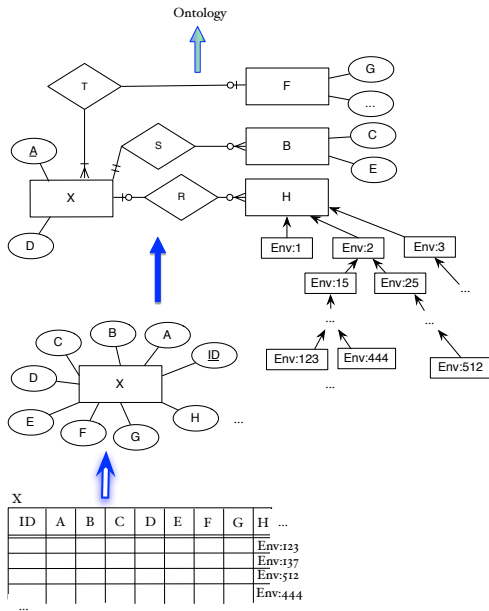 Ontology
G
T
F
...
C
S
B
A
E
X
R
H
D
Env:1
Env:2
Env:3
Env:15
Env:25
...
...
...
Env:123
Env:444
Env:512
...
B
A
C
ID
D
X
E
H
...
F
G
X
ID A B C D E F G H ...
Env:123
Env:137
Env:512
Env:444
...